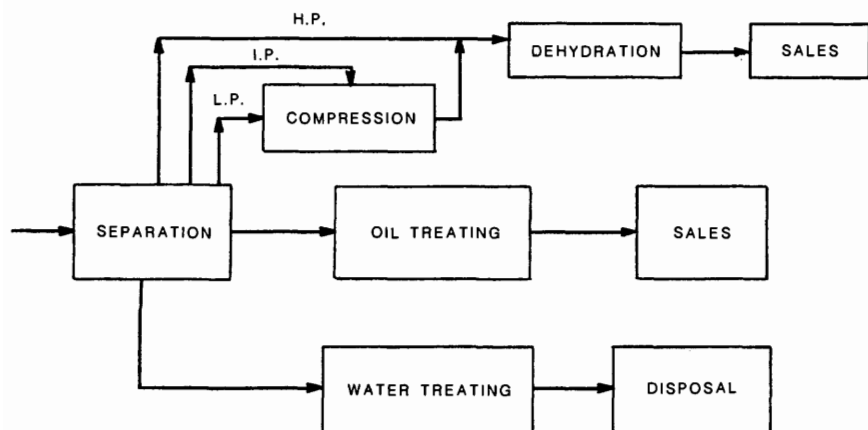 H.P.
I.P.
L.P.
DEHYDRATION
SALES
COMPRESSION
SEPARATION
OIL TREATING
SALES
WATER TREATING
DISPOSAL